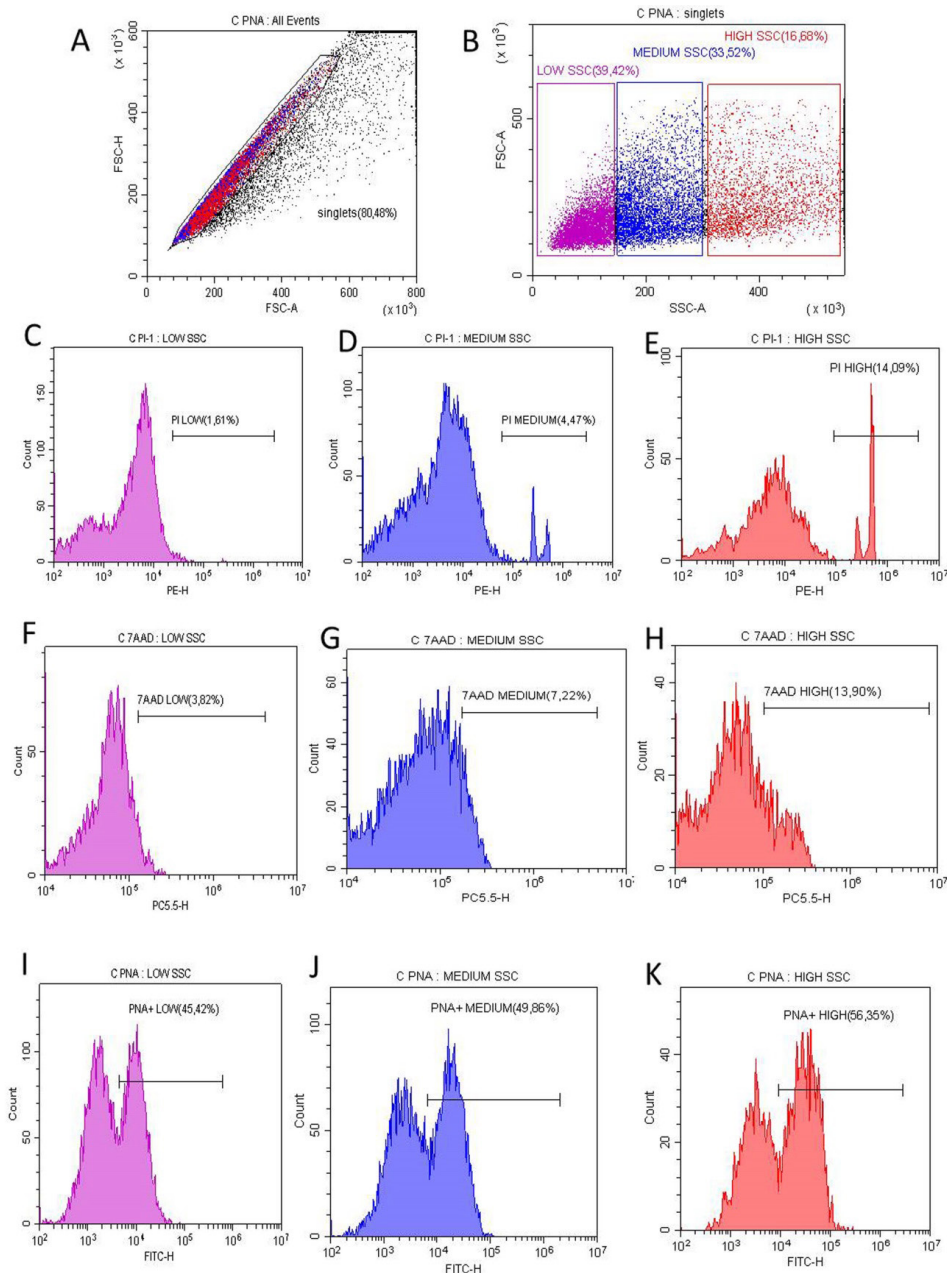 A
C PNA : All Events
(x 10³)
600
400
200
0
FSC-H
singlets(80,48%)
0
200
400
600
800
FSC-A
(x 10³)
B
C PNA : singlets
(x 10³)
HIGH SSC(16,68%)
MEDIUM SSC(33,52%)
LOW SSC(39,42%)
500
0
FSC-A
0
200
400
SSC-A
(x 10³)
C
C PI-1 : LOW SSC
PI LOW(1,61%)
150
100
50
0
Count
10² 10³ 10⁴ 10⁵ 10⁶ 10⁷
PE-H
D
C PI-1 : MEDIUM SSC
PI MEDIUM(4,47%)
100
50
0
Count
10² 10³ 10⁴ 10⁵ 10⁶ 10⁷
PE-H
E
C PI-1 : HIGH SSC
PI HIGH(14,09%)
100
50
0
Count
10² 10³ 10⁴ 10⁵ 10⁶ 10⁷
PE-H
F
C 7AAD : LOW SSC
7AAD LOW(3,82%)
50
0
Count
10⁴ 10⁵ 10⁶ 10⁷
PC5.5-H
G
C 7AAD : MEDIUM SSC
7AAD MEDIUM(7,22%)
60
40
20
0
Count
10⁴ 10⁵ 10⁶ 10⁷
PC5.5-H
H
C 7AAD : HIGH SSC
7AAD HIGH(13,90%)
40
20
0
Count
10⁴ 10⁵ 10⁶ 10⁷
PC5.5-H
I
C PNA : LOW SSC
PNA+ LOW(45,42%)
100
50
0
Count
10² 10³ 10⁴ 10⁵ 10⁶ 10⁷
FITC-H
J
C PNA : MEDIUM SSC
PNA+ MEDIUM(49,86%)
100
50
0
Count
10² 10³ 10⁴ 10⁵ 10⁶ 10⁷
FITC-H
K
C PNA : HIGH SSC
PNA+ HIGH(56,35%)
40
20
0
Count
10² 10³ 10⁴ 10⁵ 10⁶ 10⁷
FITC-H